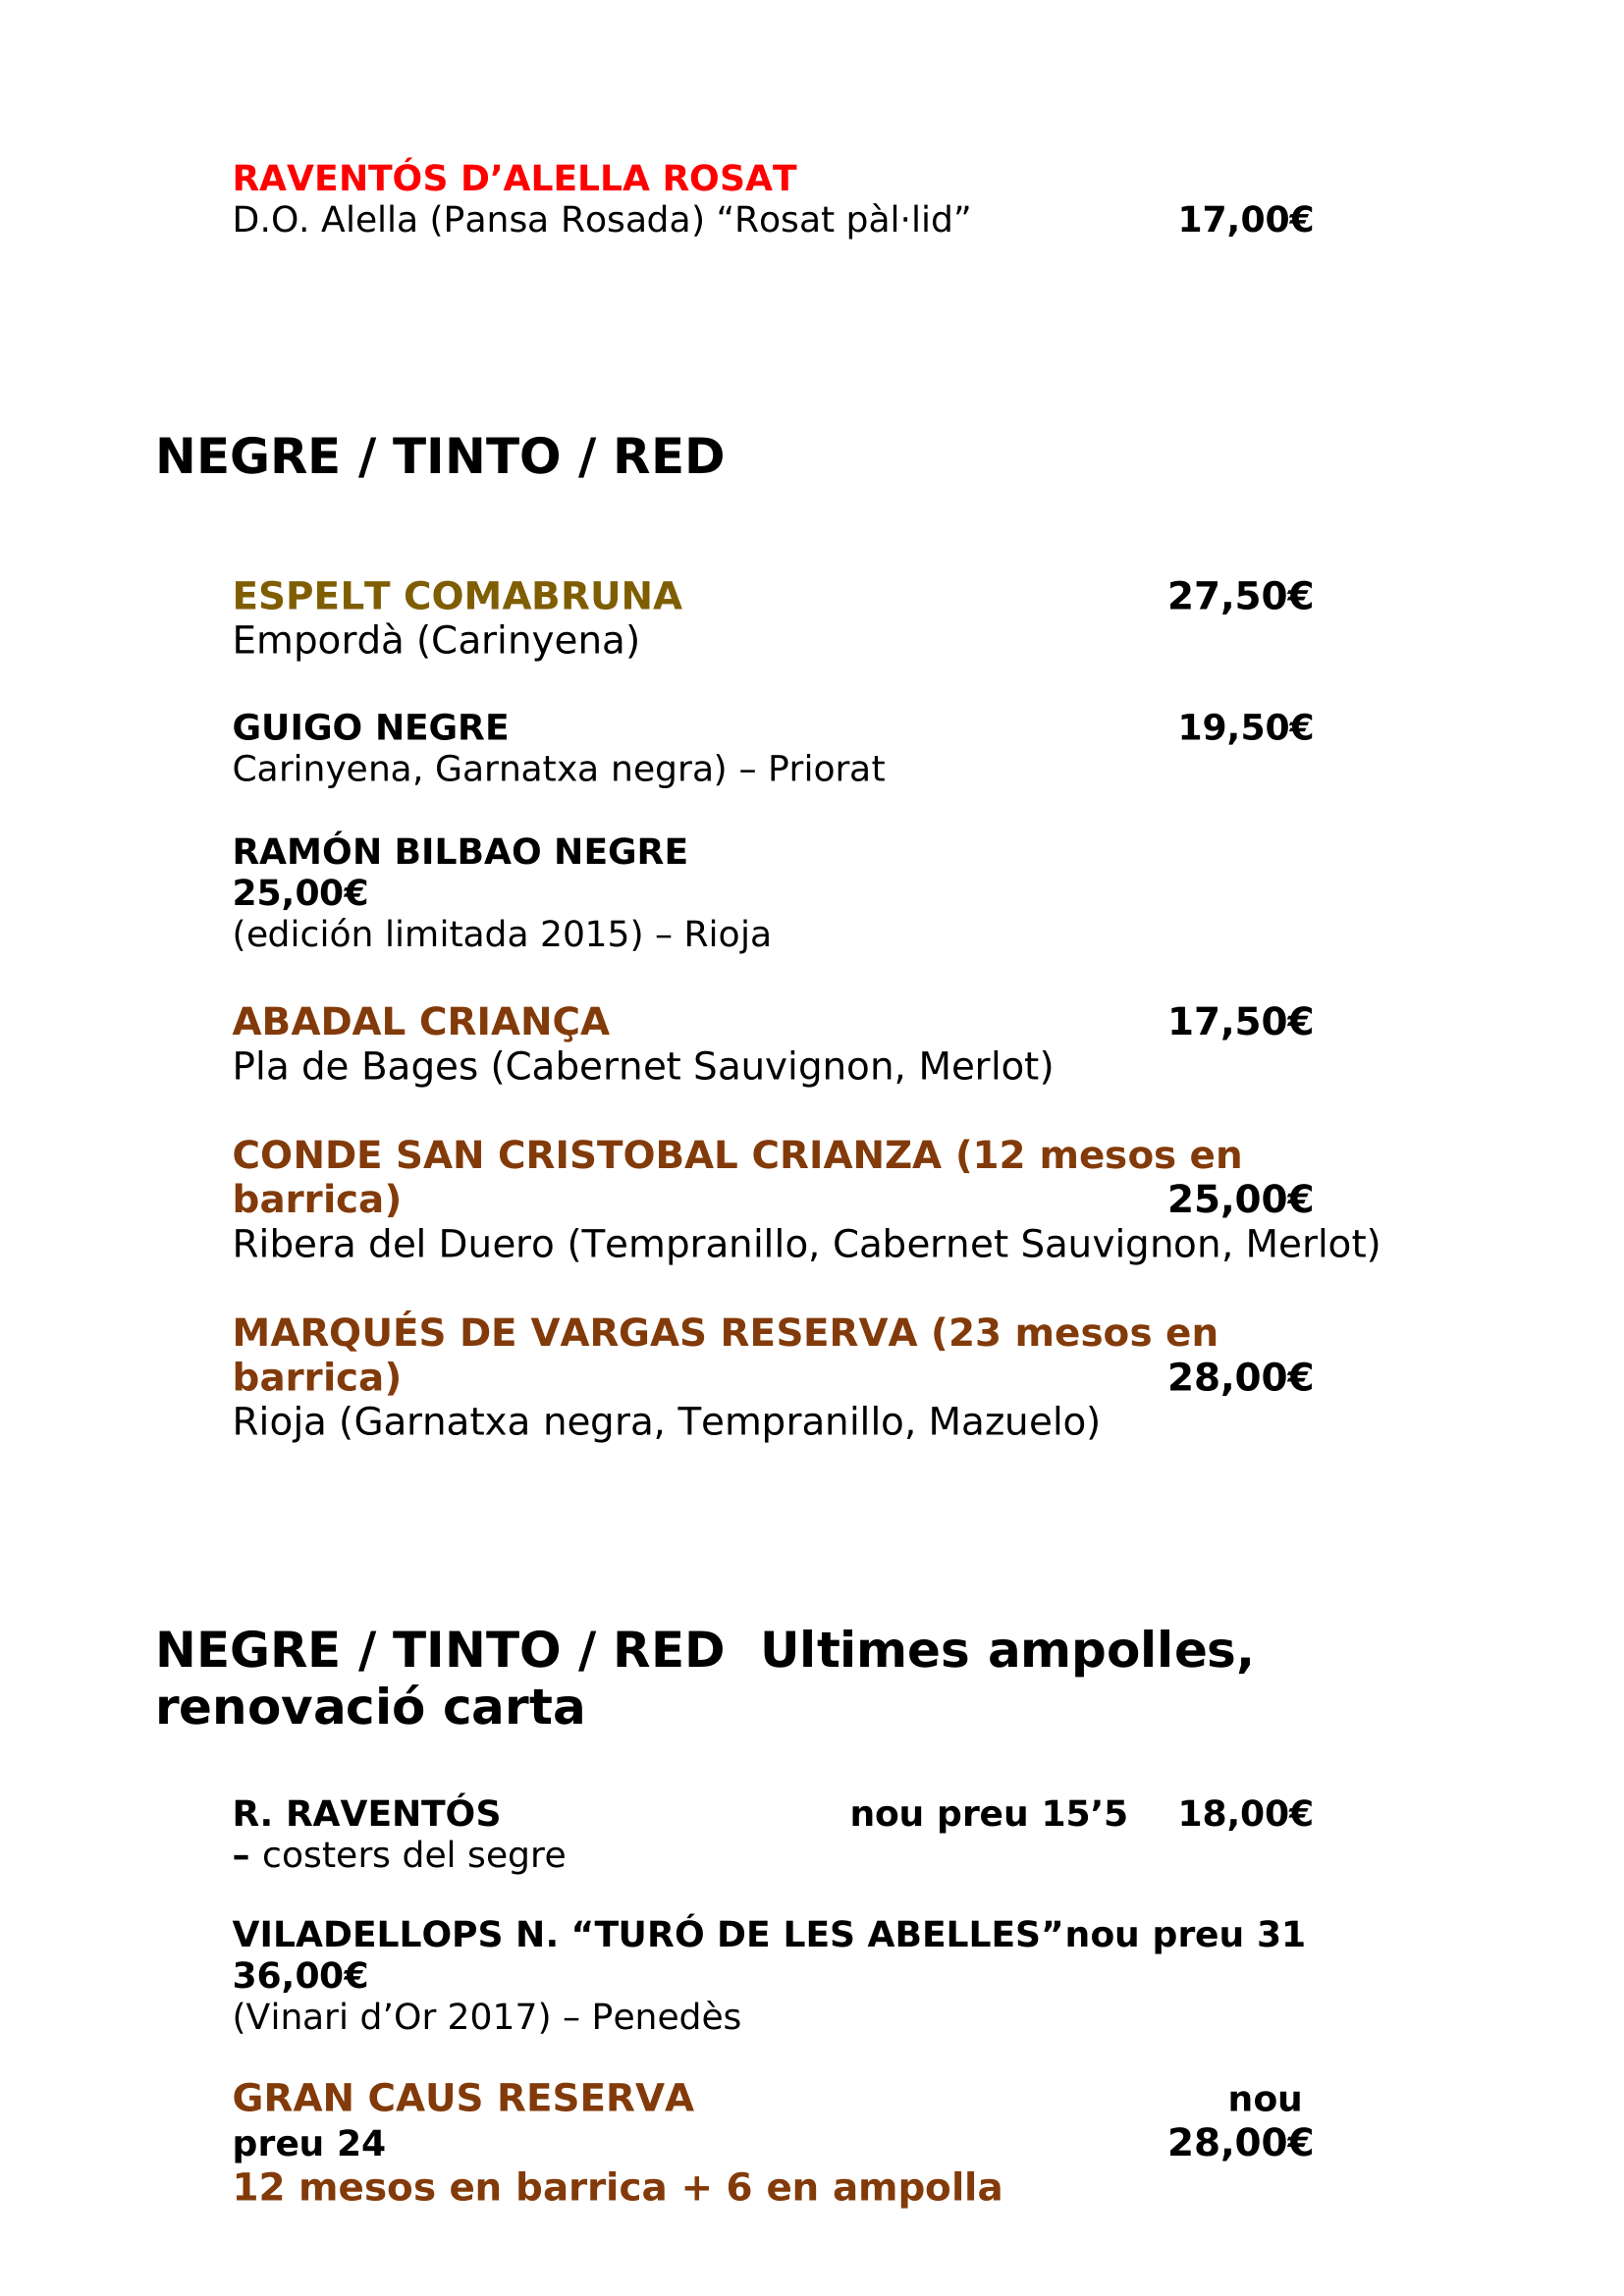 RAVENTÓS D’ALELLA ROSAT
D.O. Alella (Pansa Rosada) “Rosat pàl·lid” 17,00€
NEGRE / TINTO / RED
ESPELT COMABRUNA 27,50€
Empordà (Carinyena)
GUIGO NEGRE 19,50€
Carinyena, Garnatxa negra) – Priorat
RAMÓN BILBAO NEGRE
25,00€
(edición limitada 2015) – Rioja
ABADAL CRIANÇA 17,50€
Pla de Bages (Cabernet Sauvignon, Merlot)
CONDE SAN CRISTOBAL CRIANZA (12 mesos en
barrica) 25,00€
Ribera del Duero (Tempranillo, Cabernet Sauvignon, Merlot)
MARQUÉS DE VARGAS RESERVA (23 mesos en
barrica) 28,00€
Rioja (Garnatxa negra, Tempranillo, Mazuelo)
NEGRE / TINTO / RED  Ultimes ampolles,
renovació carta
R. RAVENTÓS nou preu 15’5 18,00€
– costers del segre
VILADELLOPS N. “TURÓ DE LES ABELLES”nou preu 31
36,00€
(Vinari d’Or 2017) – Penedès
GRAN CAUS RESERVA nou
preu 24 28,00€
12 mesos en barrica + 6 en ampolla